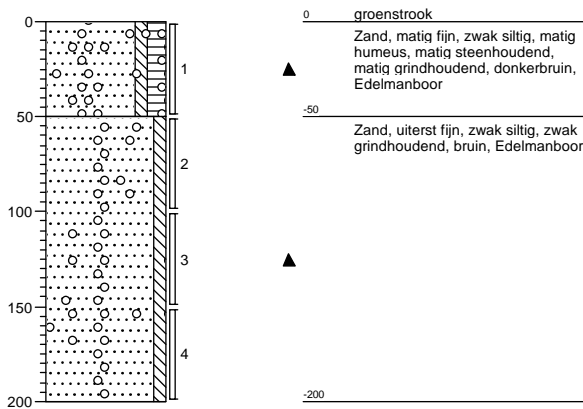 0
50
100
150
200
1
2
3
4
0
groenstrook
Zand, matig fijn, zwak siltig, matig
humeus, matig steenhoudend,
matig grindhoudend, donkerbruin,
Edelmanboor
-50
Zand, uiterst fijn, zwak siltig, zwak
grindhoudend, bruin, Edelmanboor
-200